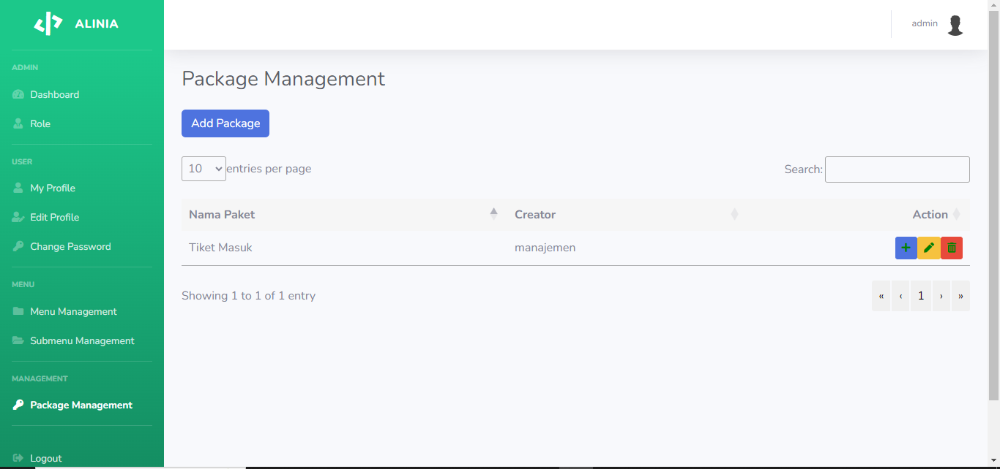 ALINIA
admin
ADMIN
Dashboard
Role
USER
My Profile
Edit Profile
Change Password
MENU
Menu Management
Submenu Management
MANAGEMENT
Package Management
Logout
Package Management
Add Package
10 entries per page
Search:
Nama Paket Creator Action
Tiket Masuk manajemen
Showing 1 to 1 of 1 entry
« ‹ 1 › »